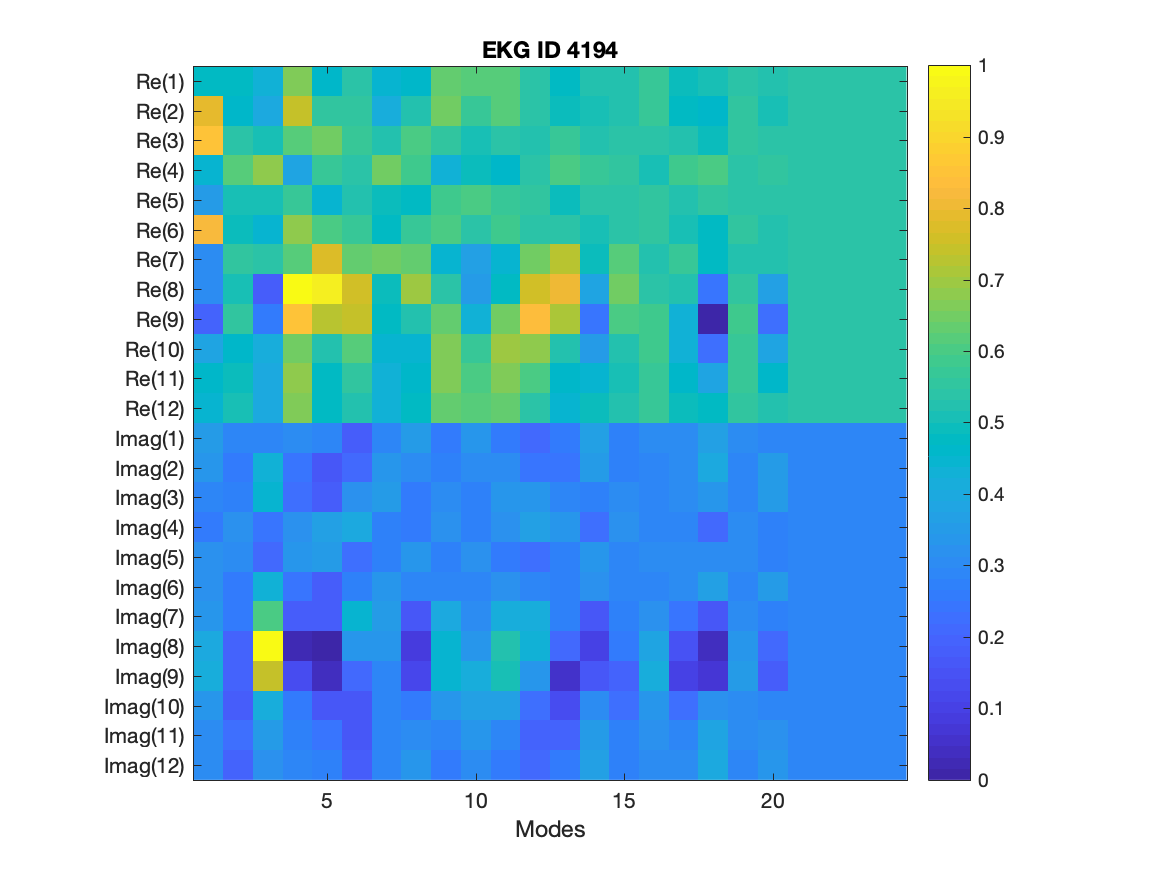 EKG ID 4194
Re(1)
Re(2)
Re(3)
Re(4)
Re(5)
Re(6)
Re(7)
Re(8)
Re(9)
Re(10)
Re(11)
Re(12)
Imag(1)
Imag(2)
Imag(3)
Imag(4)
Imag(5)
Imag(6)
Imag(7)
Imag(8)
Imag(9)
Imag(10)
Imag(11)
Imag(12)
5 10 15 20
Modes
1
0.9
0.8
0.7
0.6
0.5
0.4
0.3
0.2
0.1
0